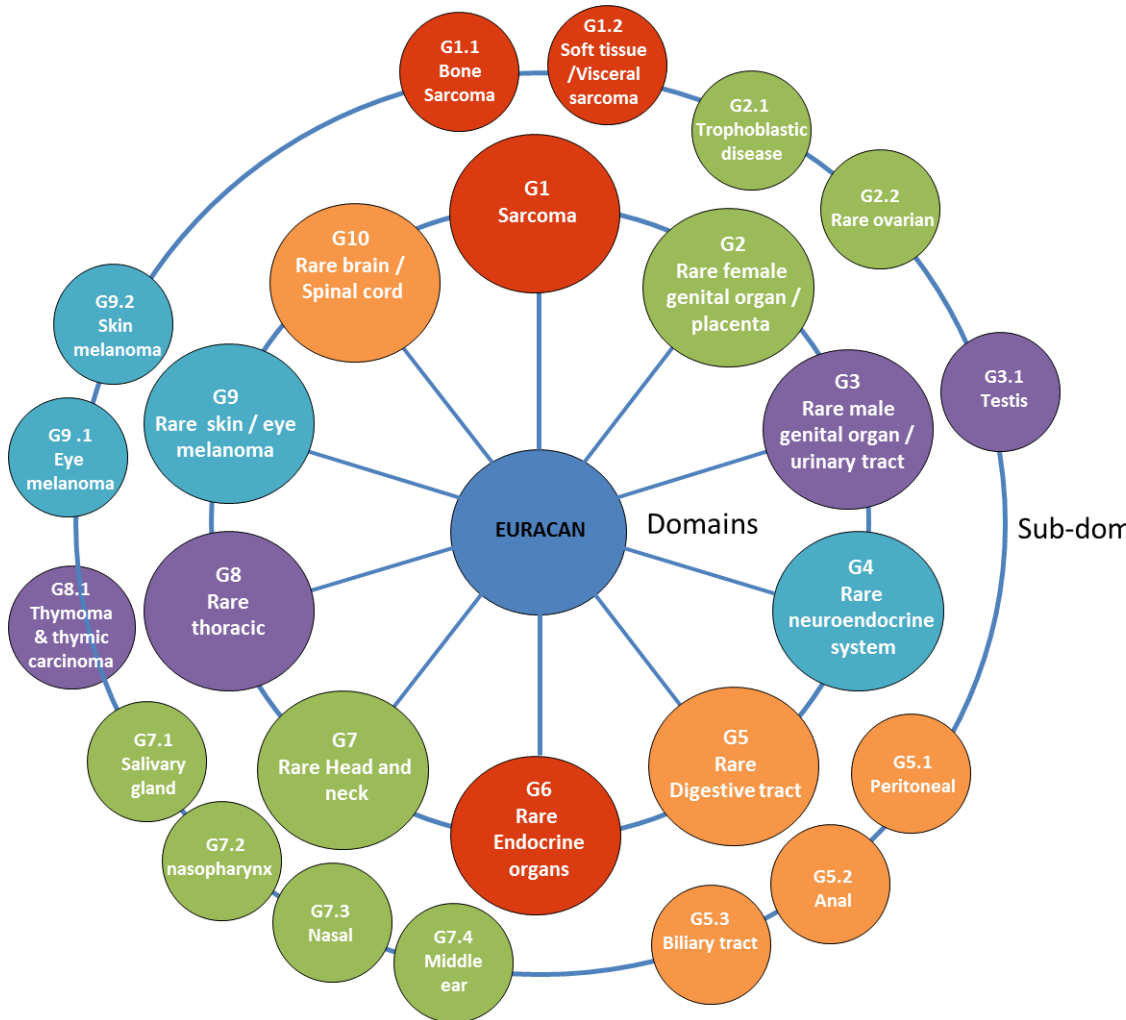 G1.1
Bone
Sarcoma
G1.2
Soft tissue
/Visceral
sarcoma
G2.1
Trophoblastic
disease
G2.2
Rare ovarian
G1
Sarcoma
G10
Rare brain /
Spinal cord
G2
Rare female
genital organ /
placenta
G9.2
Skin
melanoma
G9
Rare skin / eye
melanoma
G3
Rare male
genital organ /
urinary tract
G3.1
Testis
G9 .1
Eye
melanoma
EURACAN
Domains
Sub-dom
G8.1
Thymoma
& thymic
carcinoma
G8
Rare
thoracic
G4
Rare
neuroendocrine
system
G7.1
Salivary
gland
G7
Rare Head and
neck
G6
Rare
Endocrine
organs
G5
Rare
Digestive tract
G5.1
Peritoneal
G7.2
nasopharynx
G7.3
Nasal
G7.4
Middle
ear
G5.3
Biliary tract
G5.2
Anal